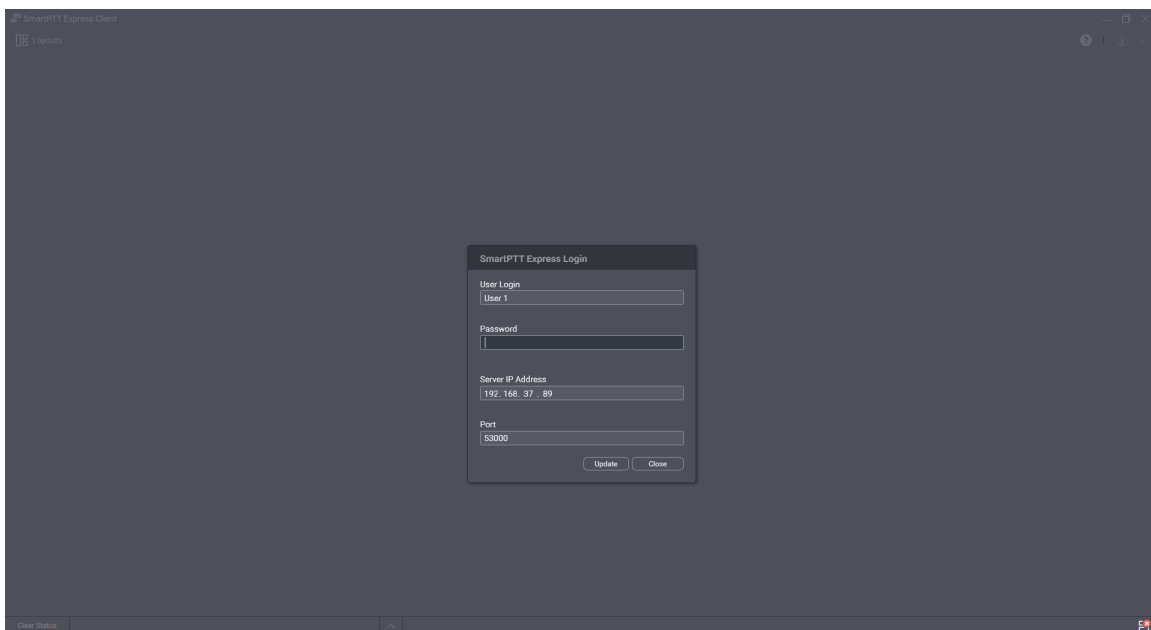 SmartPTT Express Client
Layouts
SmartPTT Express Login
User Login
User 1
Password
Server IP Address
192. 168. 37 . 89
Port
53000
Update Close
Clear Status